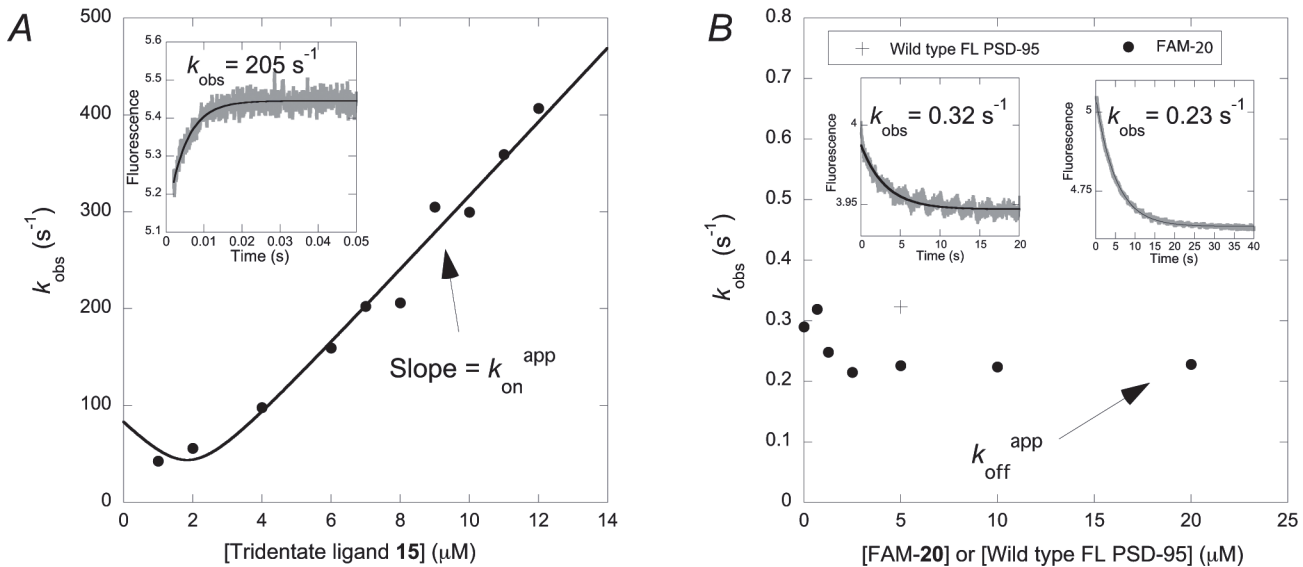 A
500
400
300
200
100
0
k obs (s-1)
0 2 4 6 8 10 12 14
[Tridentate ligand 15] (μM)
k obs = 205 s-1
5.6
5.5
5.4
5.3
5.2
5.1
Fluorescence
0 0.01 0.02 0.03 0.04 0.05
Time (s)
Slope = k on app
B
0.8
0.7
0.6
0.5
0.4
0.3
0.2
0.1
0
k obs (s-1)
0 5 10 15 20 25
[FAM-20] or [Wild type FL PSD-95] (μM)
+ Wild type FL PSD-95 ● FAM-20
k obs = 0.32 s-1
4
3.95
Fluorescence
0 5 10 15 20
Time (s)
k obs = 0.23 s-1
5
4.75
Fluorescence
0 5 10 15 20 25 30 35 40
Time (s)
k off app